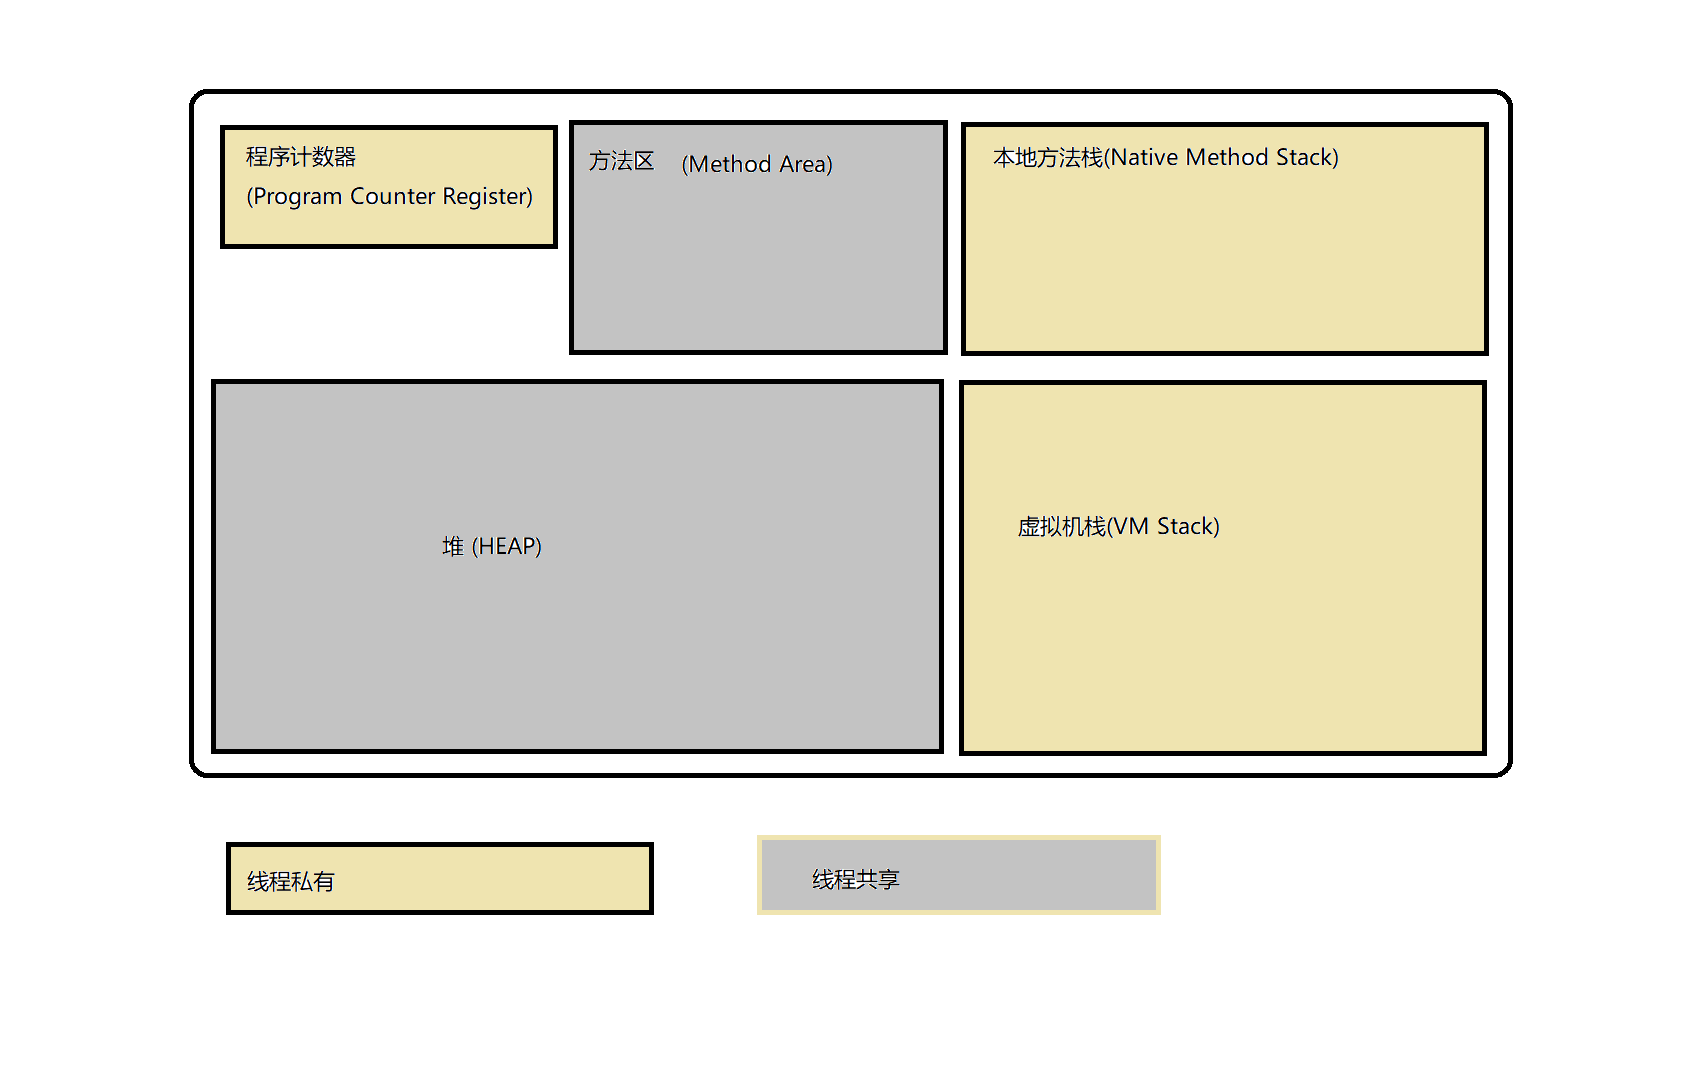 程序计数器
(Program Counter Register)
方法区 (Method Area)
本地方法栈(Native Method Stack)
堆 (HEAP)
虚拟机栈(VM Stack)
线程私有
线程共享